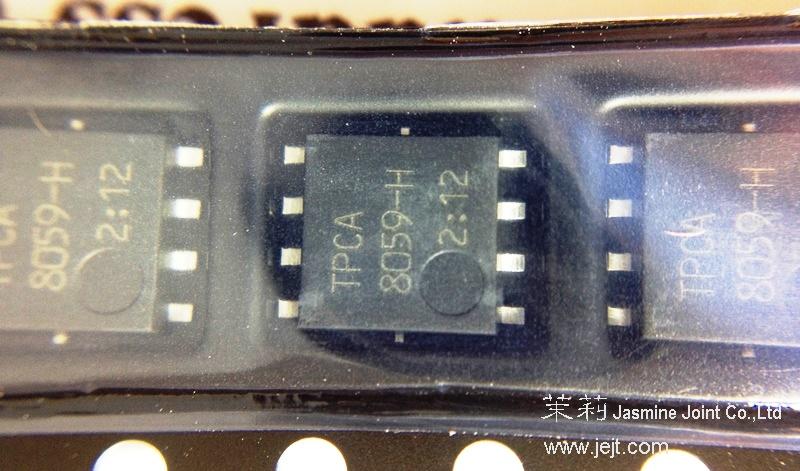 TPCA
8059-H
2:12
TPCA
8059-H
2:12
TPCA
8059-H
茉莉 Jasmine Joint Co.,Ltd
www.jejt.com